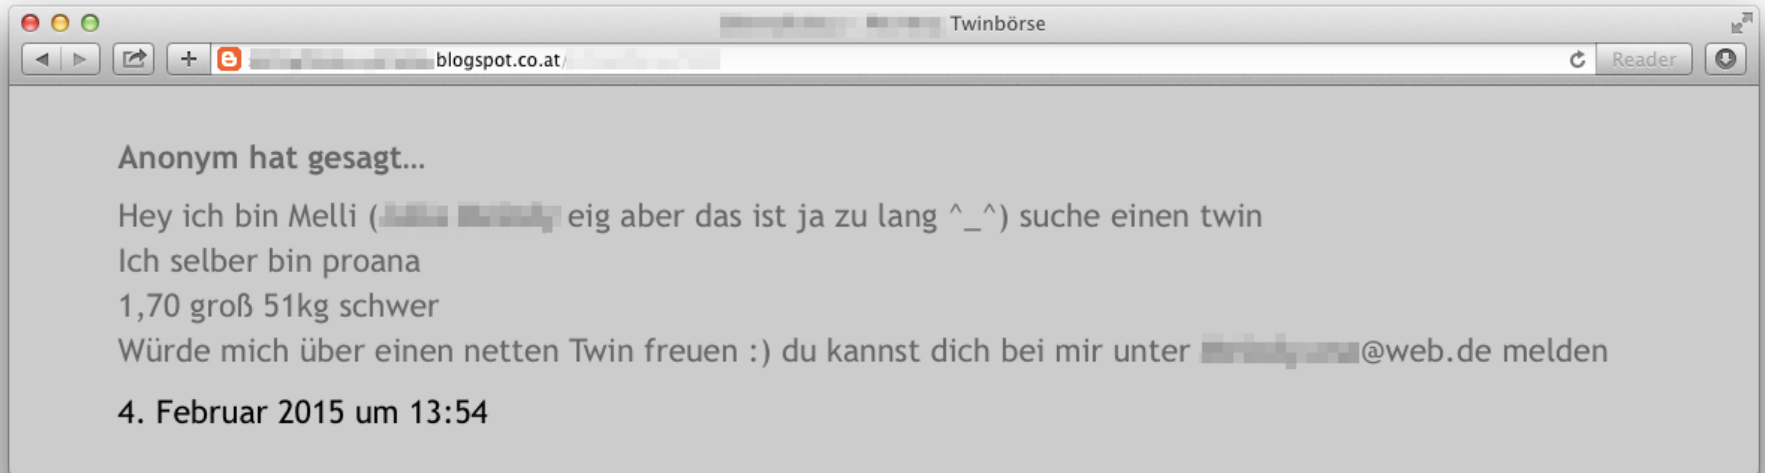 Twinbörse
blogspot.co.at/
Reader
Anonym hat gesagt...
Hey ich bin Melli ( eig aber das ist ja zu lang ^_^) suche einen twin
Ich selber bin proana
1,70 groß 51kg schwer
Würde mich über einen netten Twin freuen :) du kannst dich bei mir unter @web.de melden
4. Februar 2015 um 13:54